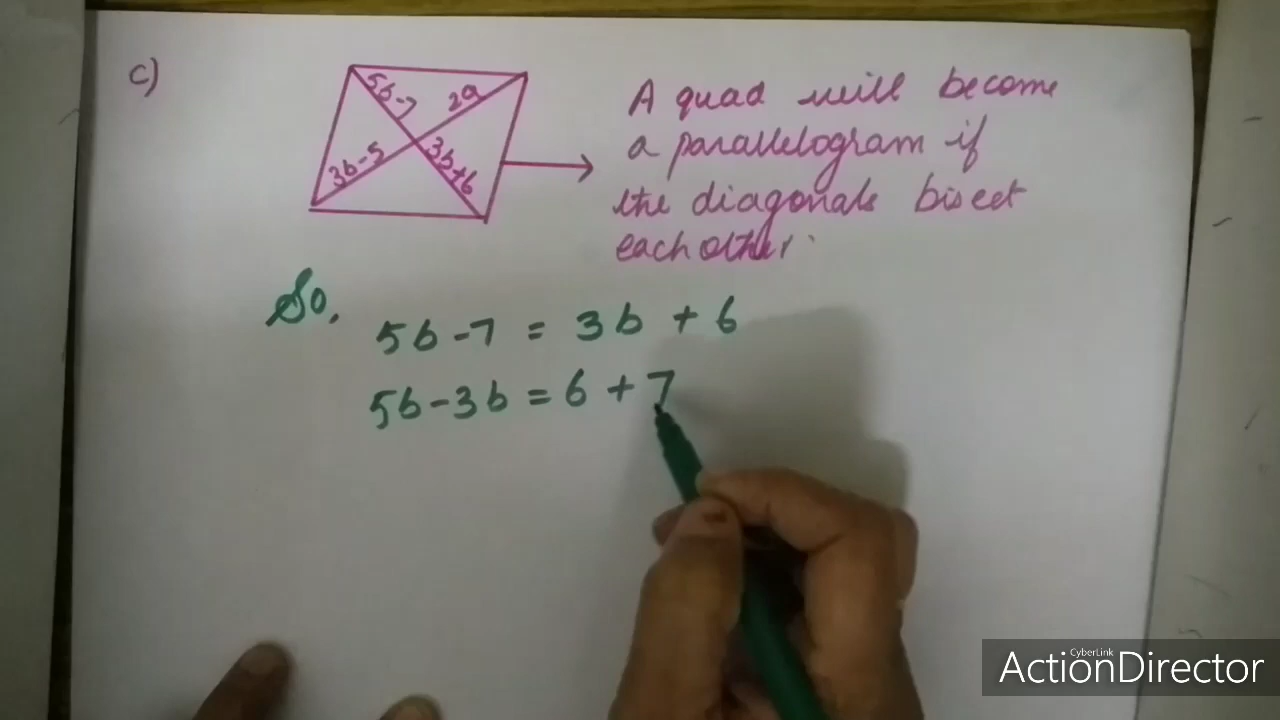 c)
5b-7
2a
3b-5
3b+6
A quad will become
a parallelogram if
the diagonals bisect
each other.
So,
5b-7 = 3b + 6
5b-3b = 6 + 7
CyberLink
ActionDirector